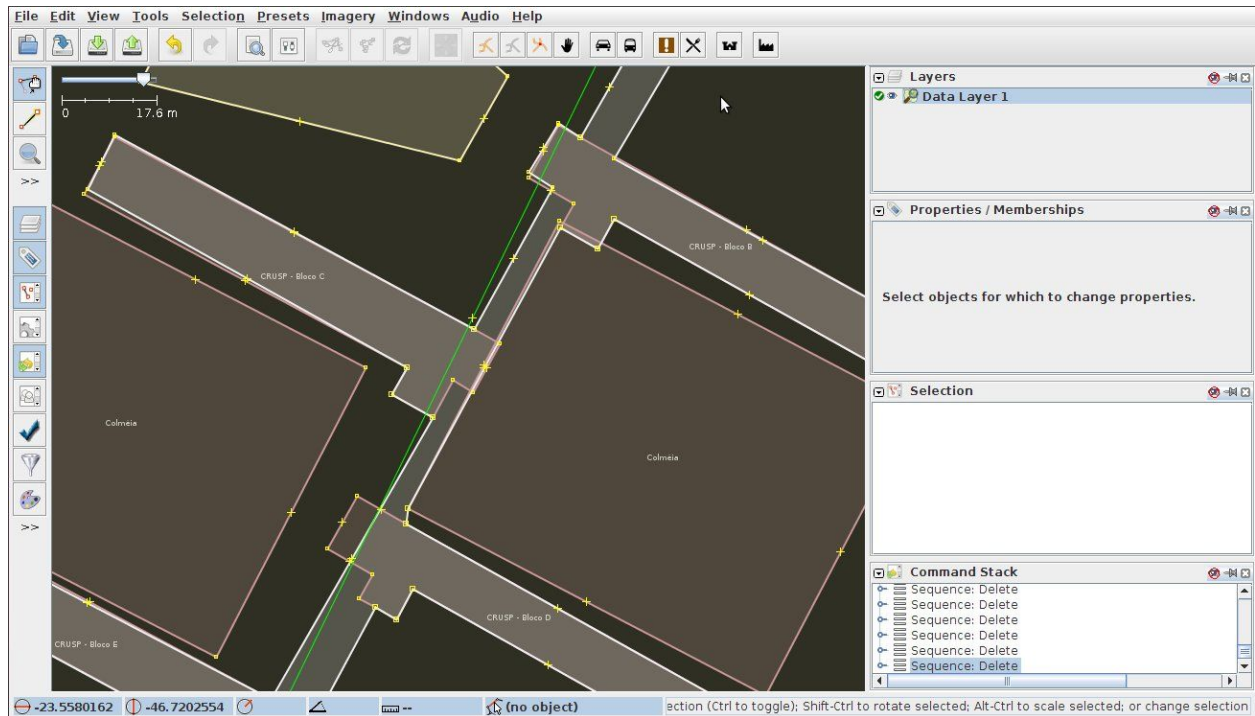 File Edit View Tools Selection Presets Imagery Windows Audio Help
0 17.6 m
>>
>>
CRUSP - Bloco B
CRUSP - Bloco C
Colmeia
Colmeia
CRUSP - Bloco D
CRUSP - Bloco E
Layers
Data Layer 1
Properties / Memberships
Select objects for which to change properties.
Selection
Command Stack
Sequence: Delete
Sequence: Delete
Sequence: Delete
Sequence: Delete
Sequence: Delete
Sequence: Delete
-23.5580162 -46.7202554 -- (no object) ection (Ctrl to toggle); Shift-Ctrl to rotate selected; Alt-Ctrl to scale selected; or change selection